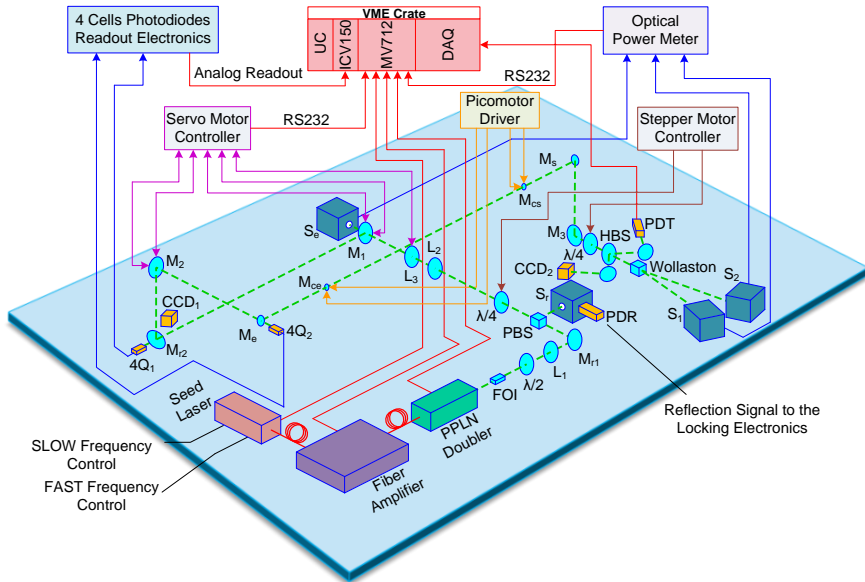 4 Cells Photodiodes
Readout Electronics
VME Crate
UC
ICV150
MV712
DAQ
Optical
Power Meter
Analog Readout
RS232
Servo Motor
Controller
RS232
Picomotor
Driver
Stepper Motor
Controller
Ms
Mcs
Se
M1
L2
L3
M3
λ/4
HBS
PDT
CCD2
Wollaston
S2
S1
M2
Mce
CCD1
Me
4Q2
4Q1
Mr2
λ/4
PBS
Sr
PDR
Mr1
L1
λ/2
FOI
Seed
Laser
PPLN
Doubler
Fiber
Amplifier
SLOW Frequency
Control
FAST Frequency
Control
Reflection Signal to the
Locking Electronics